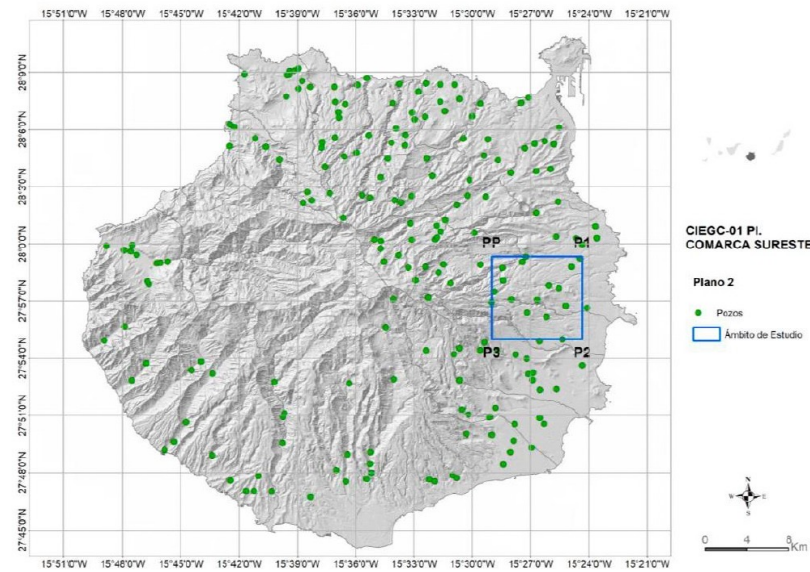 15°51'0"W 15°48'0"W 15°45'0"W 15°42'0"W 15°39'0"W 15°36'0"W 15°33'0"W 15°30'0"W 15°27'0"W 15°24'0"W 15°21'0"W
28°9'0"N
28°6'0"N
28°3'0"N
28°0'0"N
27°57'0"N
27°54'0"N
27°51'0"N
27°48'0"N
27°45'0"N
PP
P1
P3
P2
15°51'0"W 15°48'0"W 15°45'0"W 15°42'0"W 15°39'0"W 15°36'0"W 15°33'0"W 15°30'0"W 15°27'0"W 15°24'0"W 15°21'0"W
CIEGC-01 PI.
COMARCA SURESTE
Plano 2
Pozos
Ámbito de Estudio
N
W E
S
0 4 8
Km